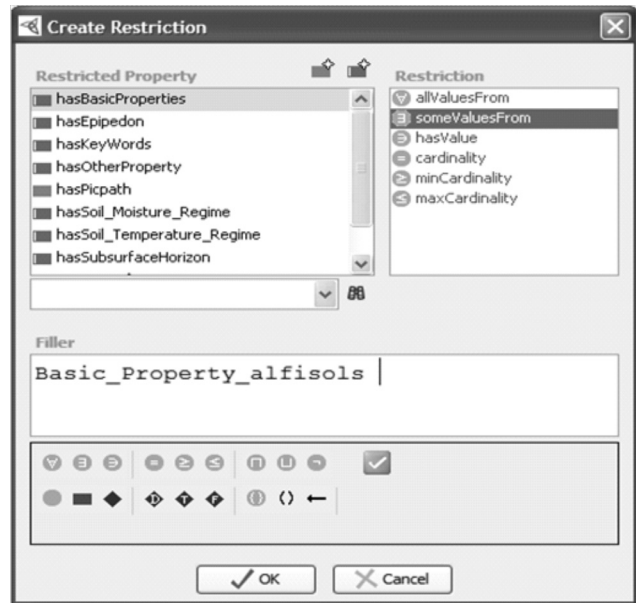 Create Restriction
Restricted Property
hasBasicProperties
hasEpipedon
hasKeyWords
hasOtherProperty
hasPicpath
hasSoil_Moisture_Regime
hasSoil_Temperature_Regime
hasSubsurfaceHorizon
Restriction
allValuesFrom
someValuesFrom
hasValue
cardinality
minCardinality
maxCardinality
Filler
Basic_Property_alfisols
OK
Cancel